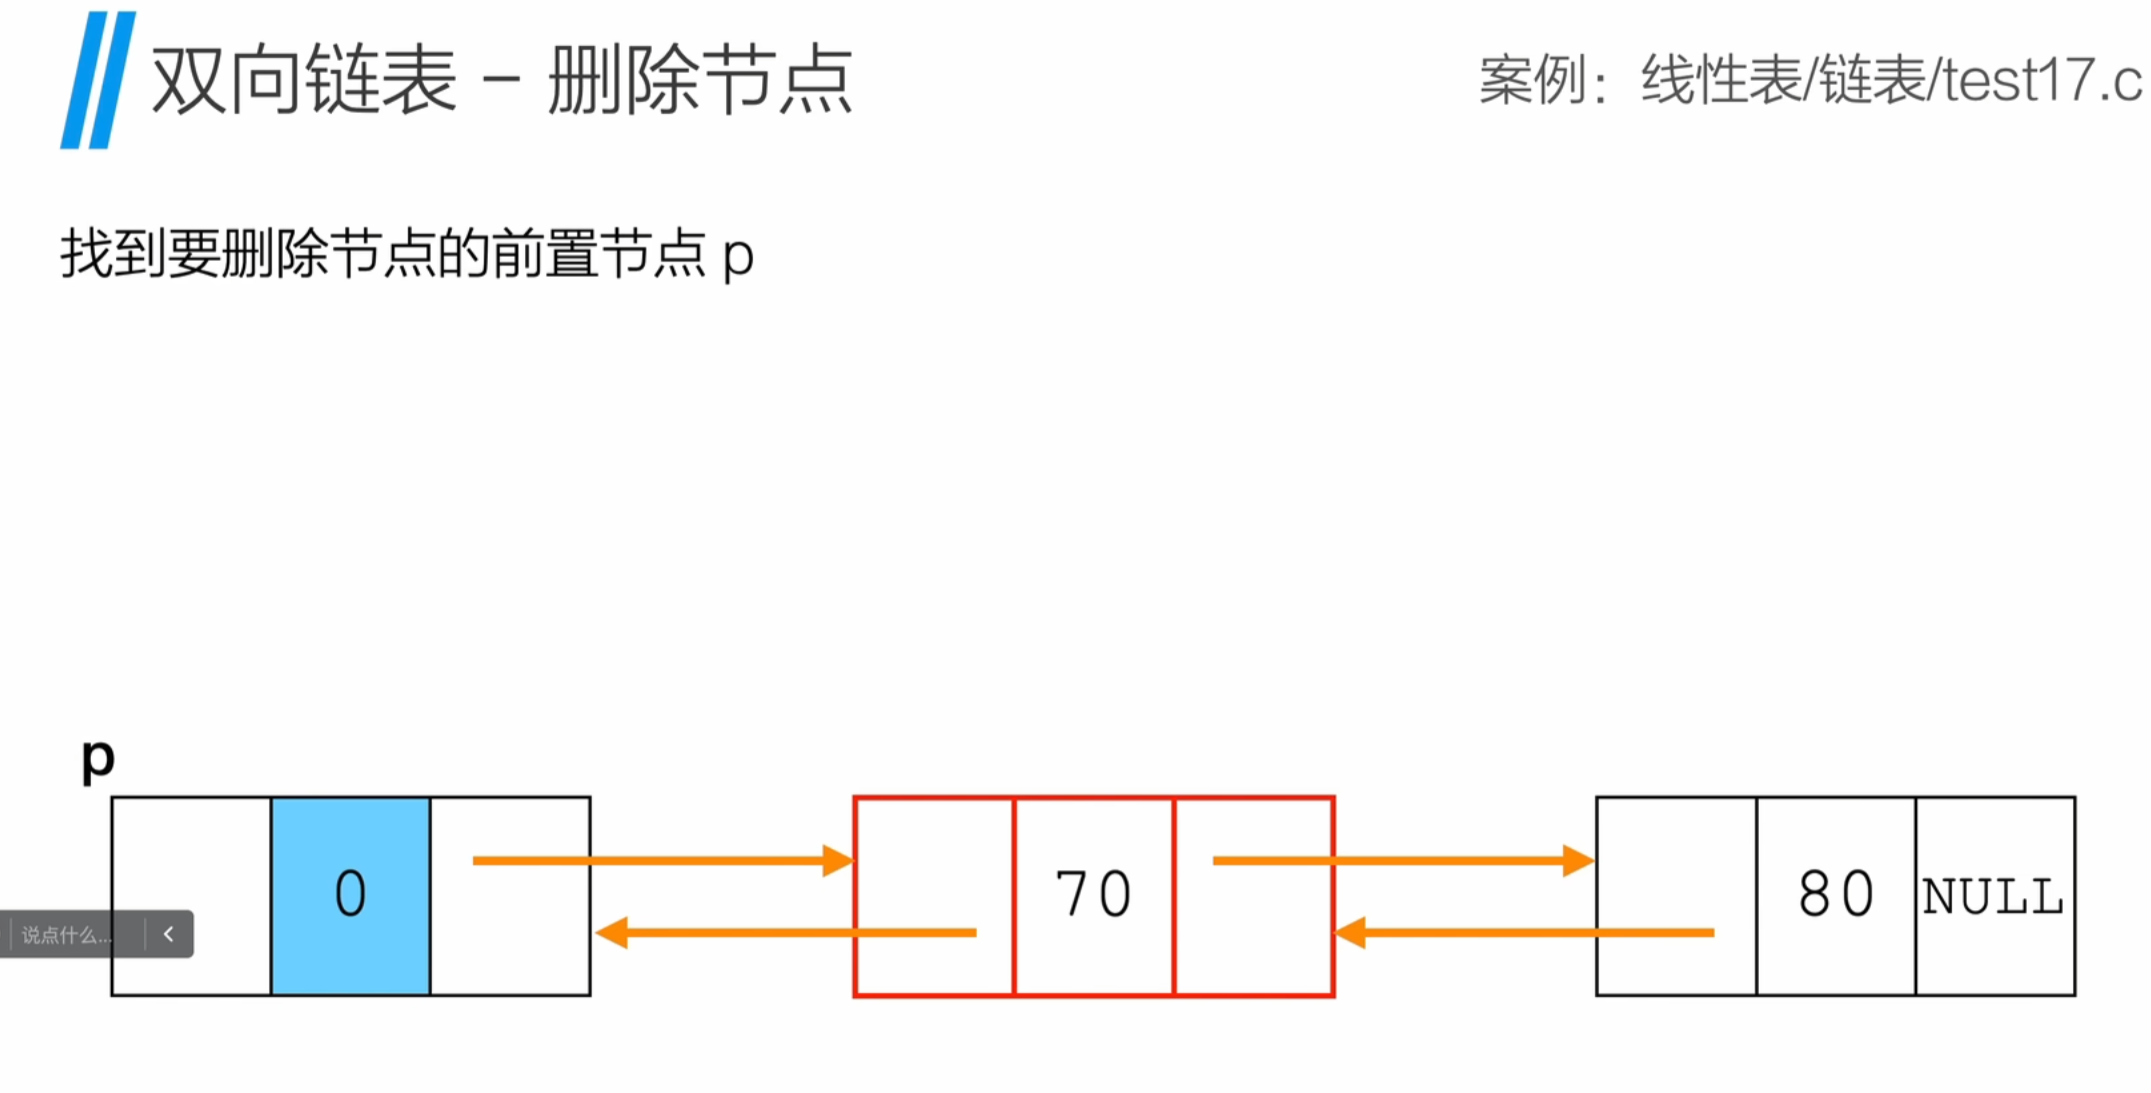 双向链表 – 删除节点
案例：线性表/链表/test17.c
找到要删除节点的前置节点 p
p
0
70
80
NULL
说点什么...